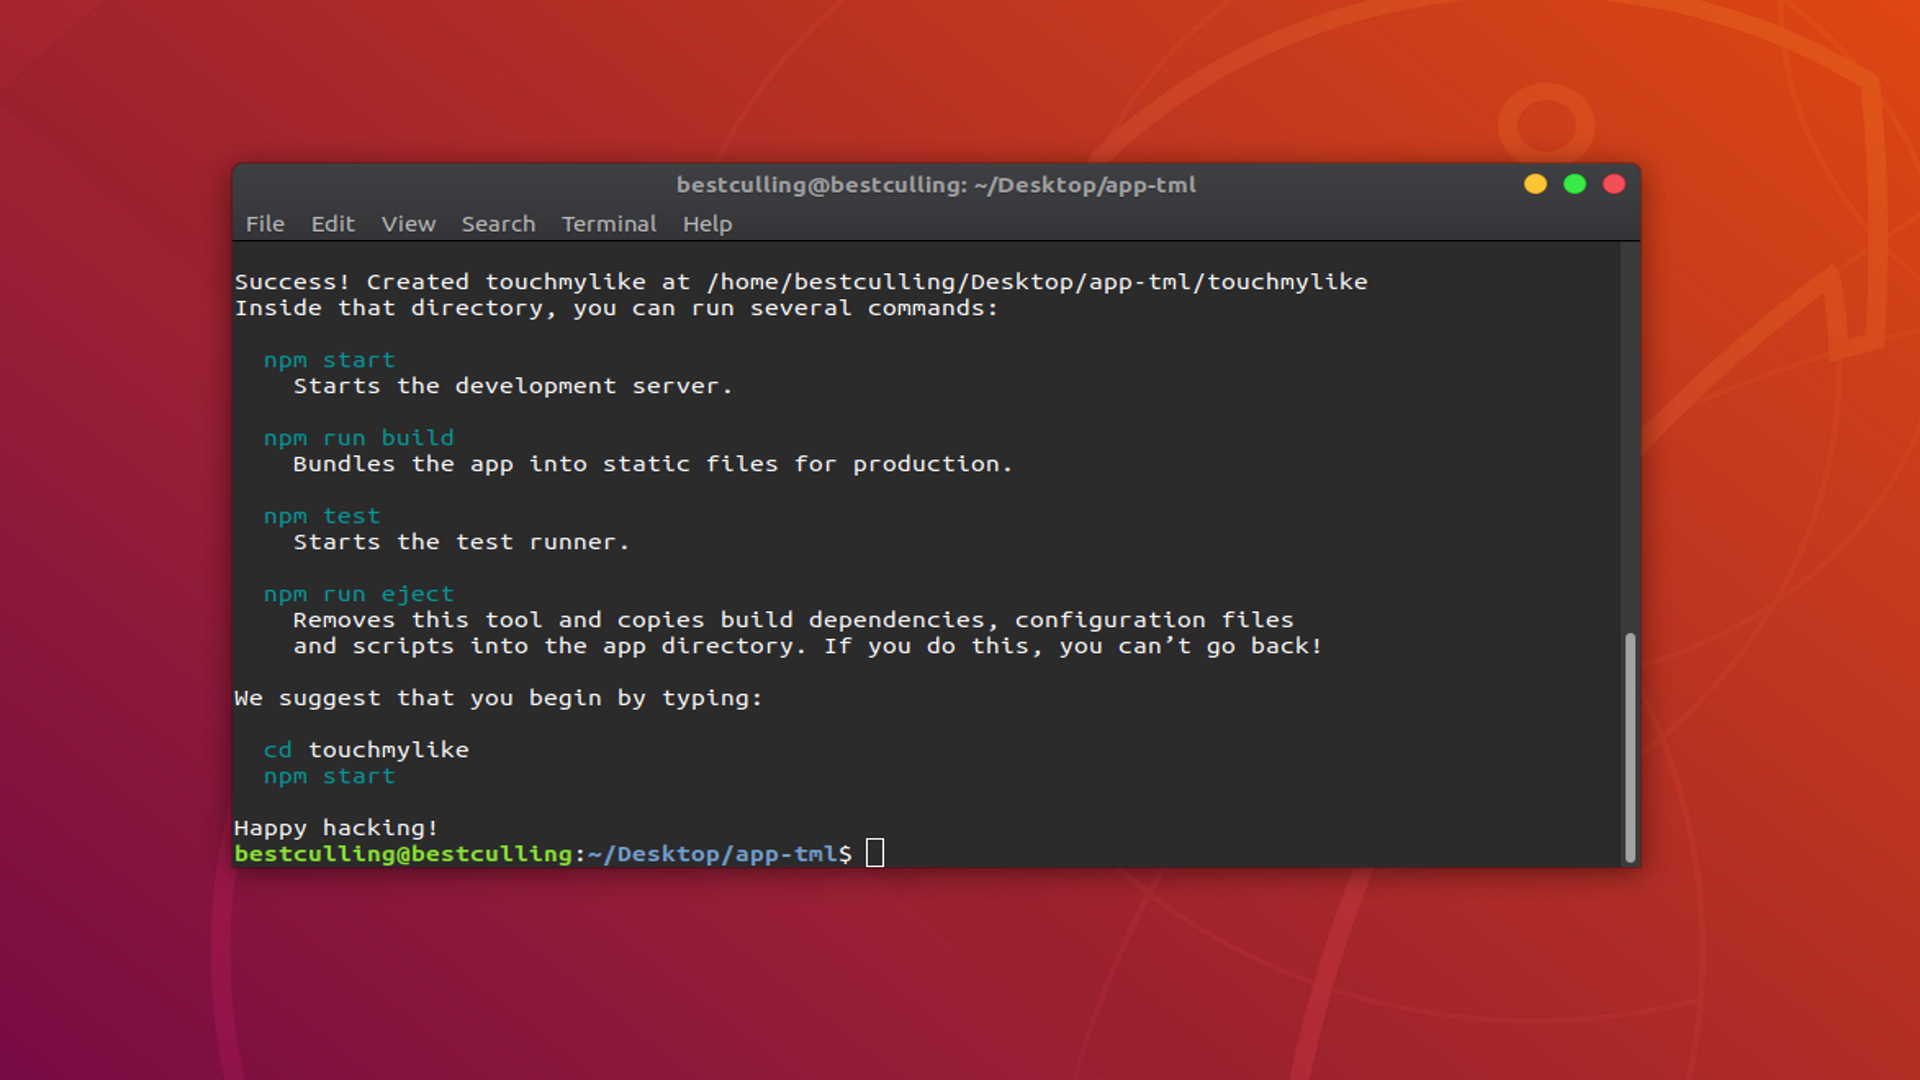 bestculling@bestculling: ~/Desktop/app-tml
File Edit View Search Terminal Help
Success! Created touchmylike at /home/bestculling/Desktop/app-tml/touchmylike
Inside that directory, you can run several commands:
npm start
Starts the development server.
npm run build
Bundles the app into static files for production.
npm test
Starts the test runner.
npm run eject
Removes this tool and copies build dependencies, configuration files
and scripts into the app directory. If you do this, you can’t go back!
We suggest that you begin by typing:
cd touchmylike
npm start
Happy hacking!
bestculling@bestculling:~/Desktop/app-tml$